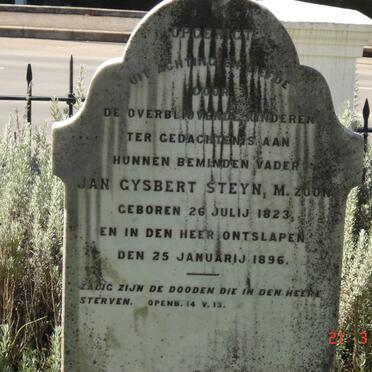 OPGERICHT
UIT ACHTING EN LIEFDE
DOOR
DE OVERBLIJVENDE KINDEREN
TER GEDACHTENIS AAN
HUNNEN BEMINDEN VADER
JAN GYSBERT STEYN, M. ZOON
GEBOREN 26 JULIJ 1823,
EN IN DEN HEER ONTSLAPEN
DEN 25 JANUARIJ 1896.
ZALIG ZIJN DE DOODEN DIE IN DEN HEERE
STERVEN. OPENB. 14 V. 13.
21 3